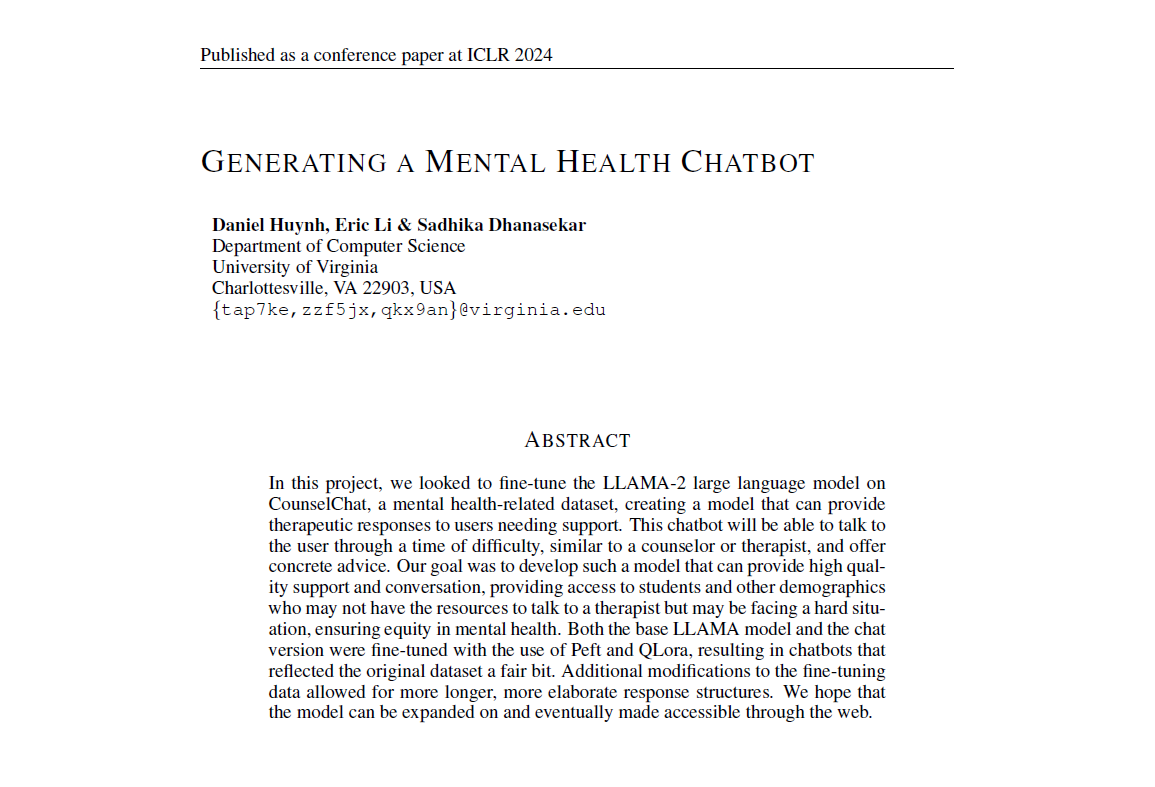 Published as a conference paper at ICLR 2024
GENERATING A MENTAL HEALTH CHATBOT
Daniel Huynh, Eric Li & Sadhika Dhanasekar
Department of Computer Science
University of Virginia
Charlottesville, VA 22903, USA
{tap7ke,zzf5jx,qkx9an}@virginia.edu
ABSTRACT
In this project, we looked to fine-tune the LLAMA-2 large language model on
CounselChat, a mental health-related dataset, creating a model that can provide
therapeutic responses to users needing support. This chatbot will be able to talk to
the user through a time of difficulty, similar to a counselor or therapist, and offer
concrete advice. Our goal was to develop such a model that can provide high qual-
ity support and conversation, providing access to students and other demographics
who may not have the resources to talk to a therapist but may be facing a hard situ-
ation, ensuring equity in mental health. Both the base LLAMA model and the chat
version were fine-tuned with the use of Peft and QLora, resulting in chatbots that
reflected the original dataset a fair bit. Additional modifications to the fine-tuning
data allowed for more longer, more elaborate response structures. We hope that
the model can be expanded on and eventually made accessible through the web.